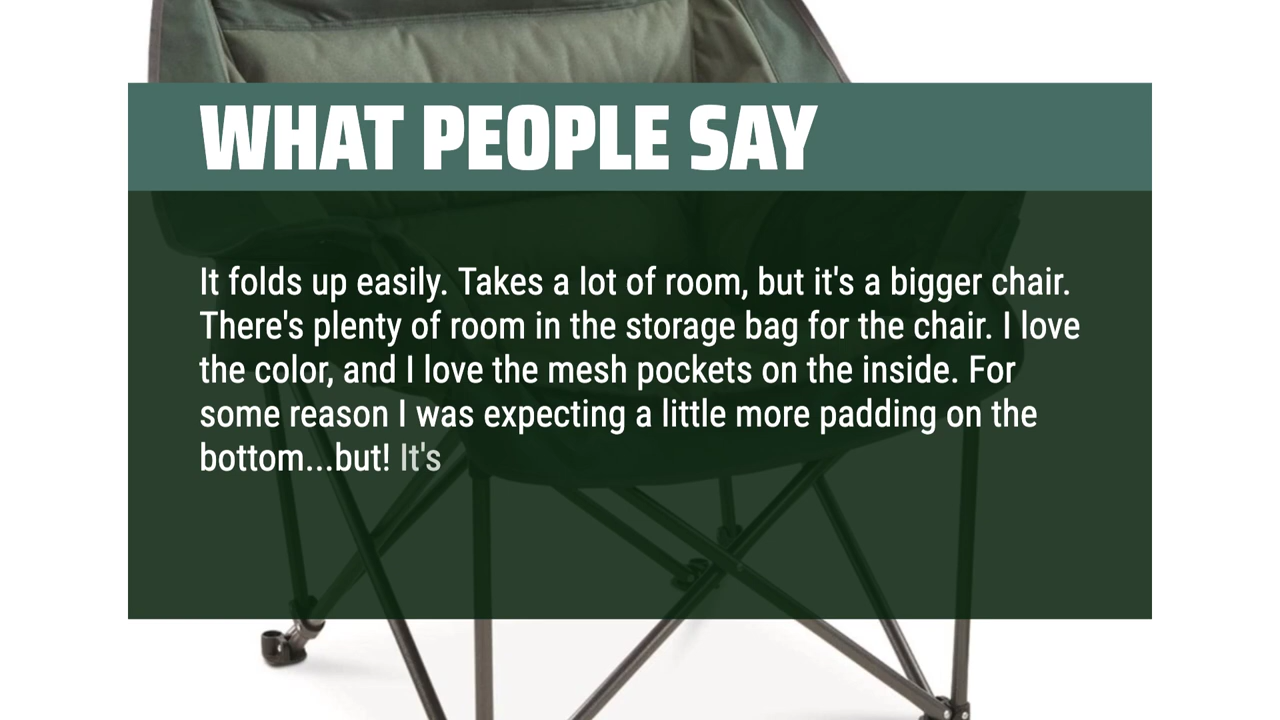 WHAT PEOPLE SAY
It folds up easily. Takes a lot of room, but it's a bigger chair.
There's plenty of room in the storage bag for the chair. I love
the color, and I love the mesh pockets on the inside. For
some reason I was expecting a little more padding on the
bottom...but! It's